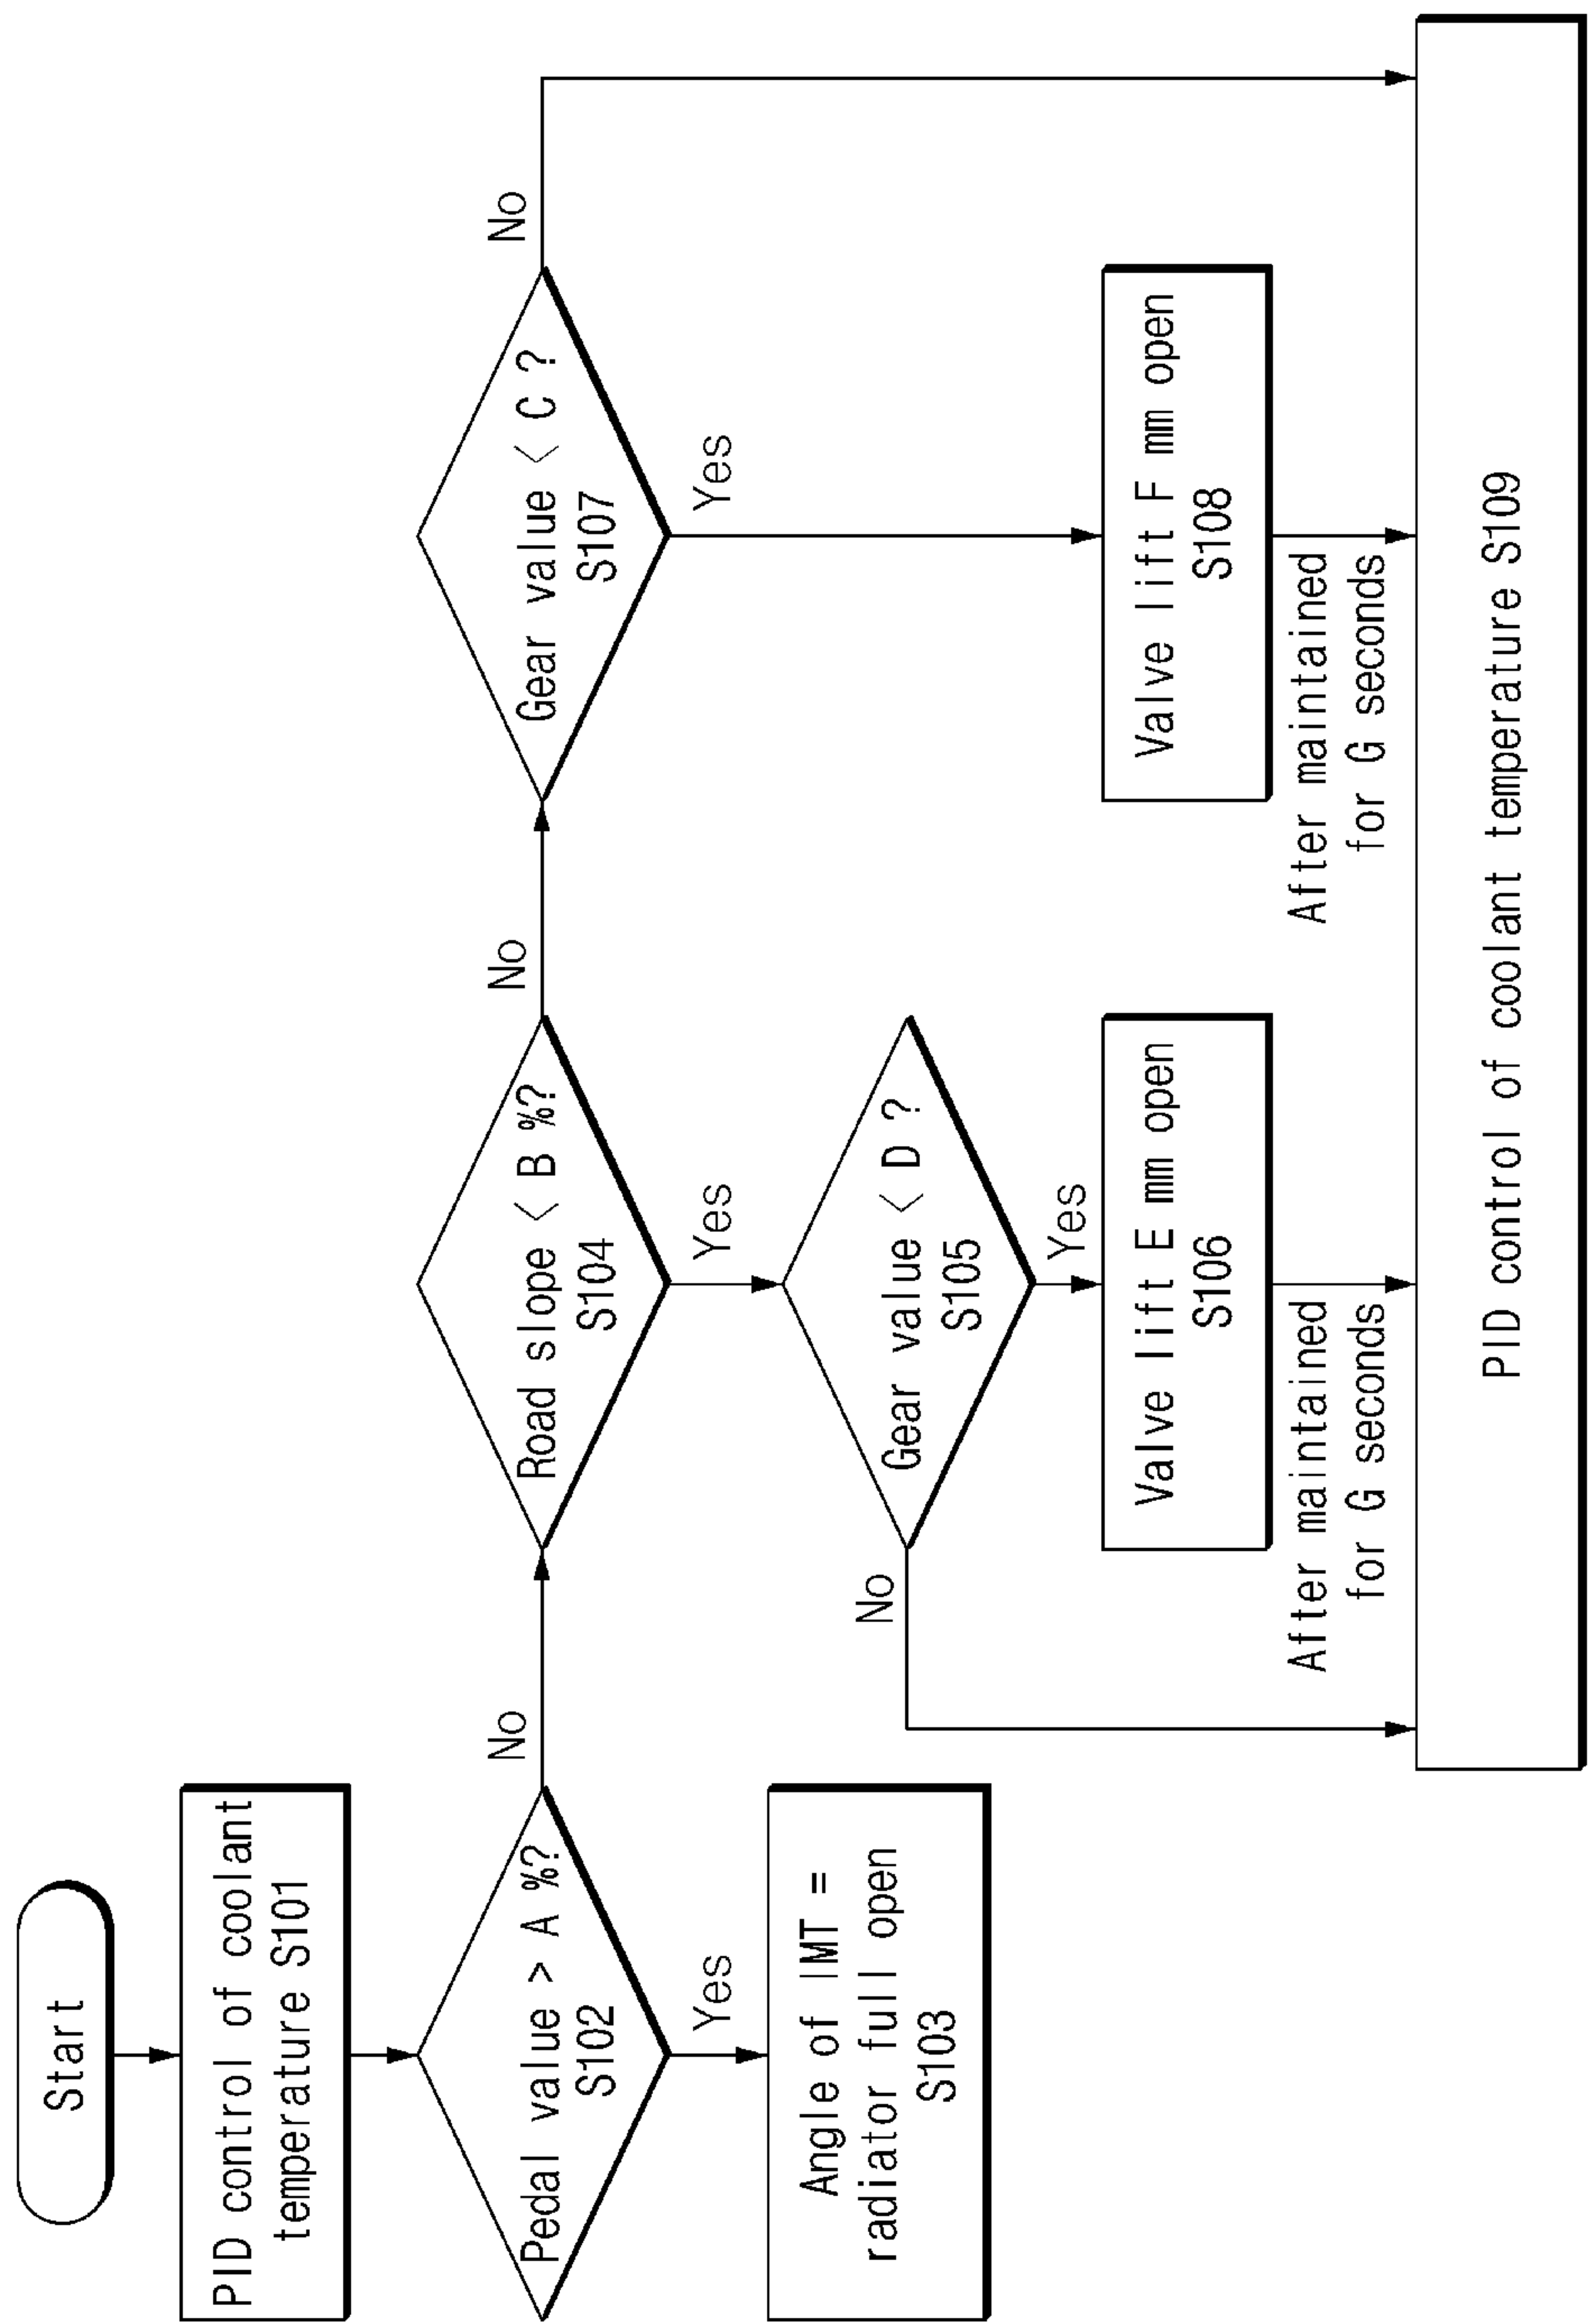 Start
PID control of coolant
temperature S101
Pedal value > A %?
S102
Yes
No
Angle of IMT =
radiator full open
S103
Road slope < B %?
S104
Yes
No
Gear value < D ?
S105
No
Yes
Valve lift E mm open
S106
After maintained
for G seconds
Gear value < C ?
S107
No
Yes
Valve lift F mm open
S108
After maintained
for G seconds
PID control of coolant temperature S109